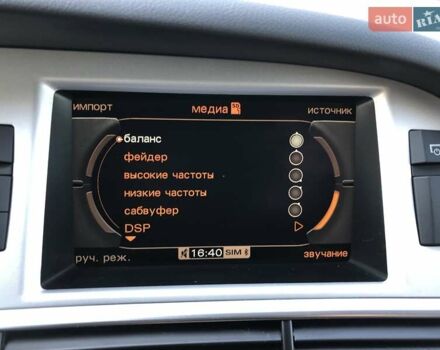 auto RIA
импорт медиа SD источник
баланс
фейдер
высокие частоты
низкие частоты
сабвуфер
DSP
руч. реж. 16:40 SIM звучание